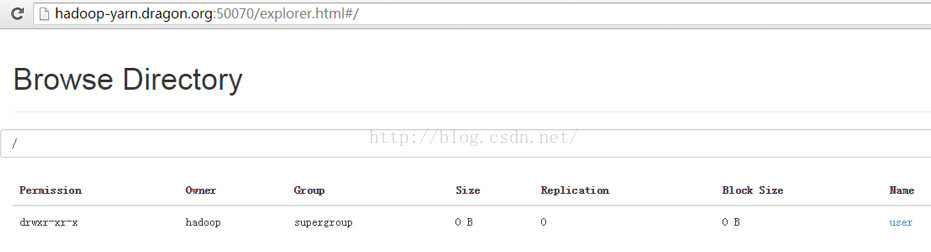 hadoop-yarn.dragon.org:50070/explorer.html#/
Browse Directory
http://blog.csdn.net/
/
Permission Owner Group Size Replication Block Size Name
drwxr-xr-x hadoop supergroup 0 B 0 0 B user